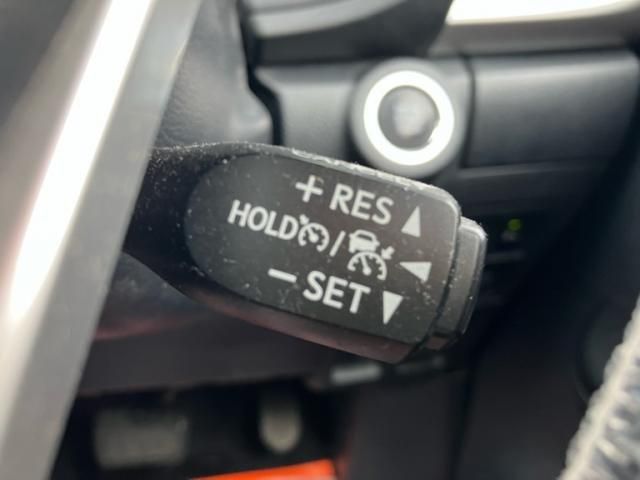 + RES
HOLD /
- SET